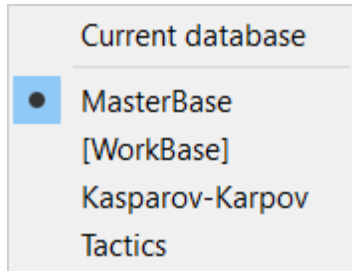 Current database
MasterBase
[WorkBase]
Kasparov-Karpov
Tactics